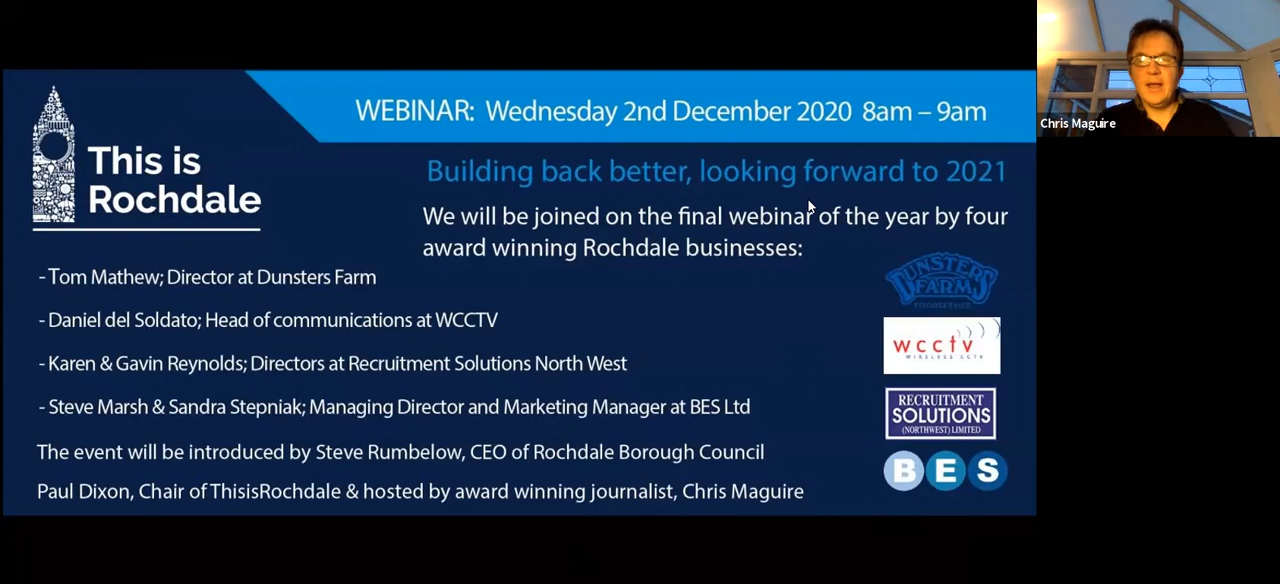 This is
Rochdale
WEBINAR: Wednesday 2nd December 2020 8am – 9am
Building back better, looking forward to 2021
We will be joined on the final webinar of the year by four
award winning Rochdale businesses:
- Tom Mathew; Director at Dunsters Farm
- Daniel del Soldato; Head of communications at WCCTV
- Karen & Gavin Reynolds; Directors at Recruitment Solutions North West
- Steve Marsh & Sandra Stepniak; Managing Director and Marketing Manager at BES Ltd
The event will be introduced by Steve Rumbelow, CEO of Rochdale Borough Council
Paul Dixon, Chair of ThisisRochdale & hosted by award winning journalist, Chris Maguire
DUNSTERS
FARM
FOODSERVICE
wcctv
WIRELESS CCTV
RECRUITMENT
SOLUTIONS
(NORTHWEST) LIMITED
BES
Chris Maguire